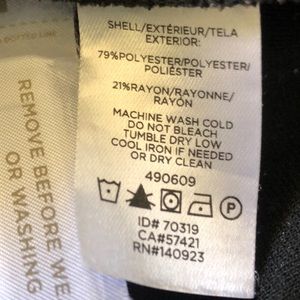 SHELL/EXTÉRIEUR/TELA
EXTERIOR:
79%POLYESTER/POLYESTER/
POLIÉSTER
21%RAYON/RAYONNE/
RAYÓN
MACHINE WASH COLD
DO NOT BLEACH
TUMBLE DRY LOW
COOL IRON IF NEEDED
OR DRY CLEAN
490609
P
ID# 70319
CA#57421
RN#140923
DOTTED LINE
REMOVE BEFORE WE
OR WASHING